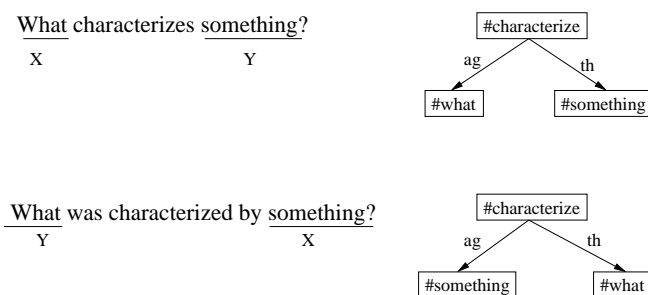 What characterizes something?
X Y
#characterize
ag th
#what #something
What was characterized by something?
Y X
#characterize
ag th
#something #what